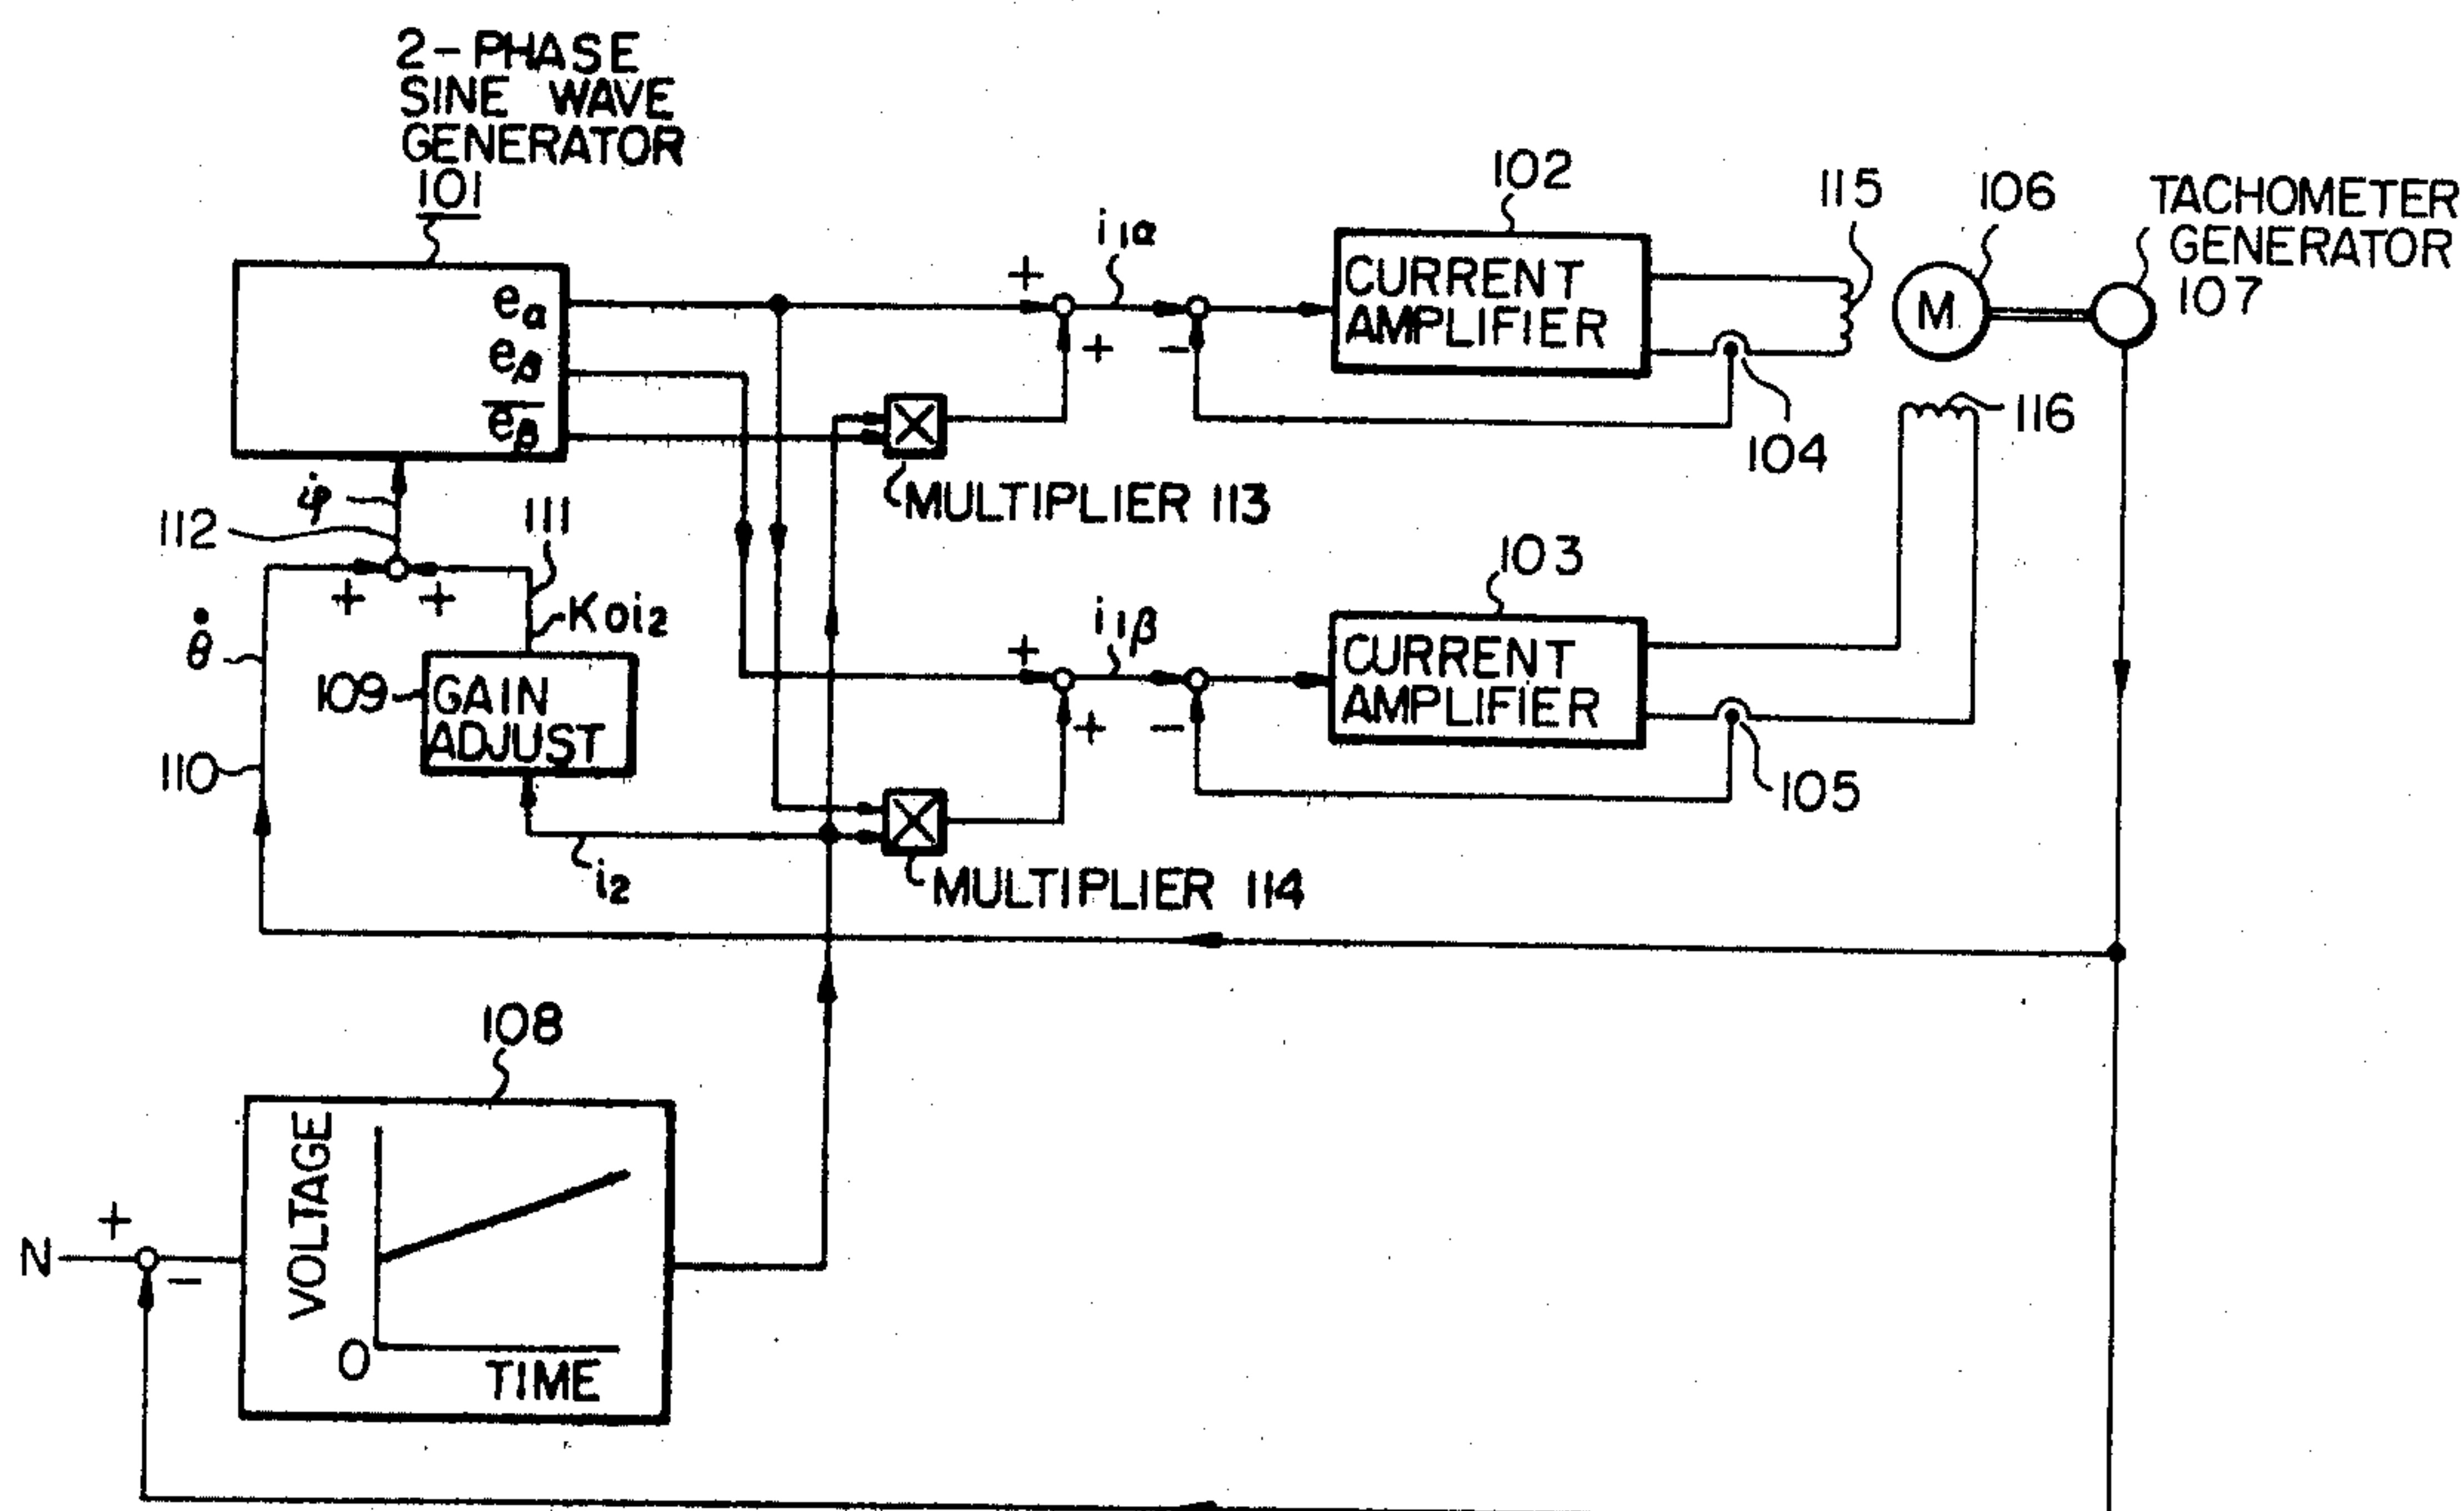 2-PHASE
SINE WAVE
GENERATOR
101
eα
eβ
e̅β
i1α
+
+
−
102
CURRENT
AMPLIFIER
115
106
M
TACHOMETER
GENERATOR
107
104
116
MULTIPLIER 113
φ̇
112
111
+
+
Koi2
θ̇
109
GAIN
ADJUST
110
i2
i1β
+
+
−
103
CURRENT
AMPLIFIER
105
MULTIPLIER 114
108
VOLTAGE
O
TIME
N
+
−